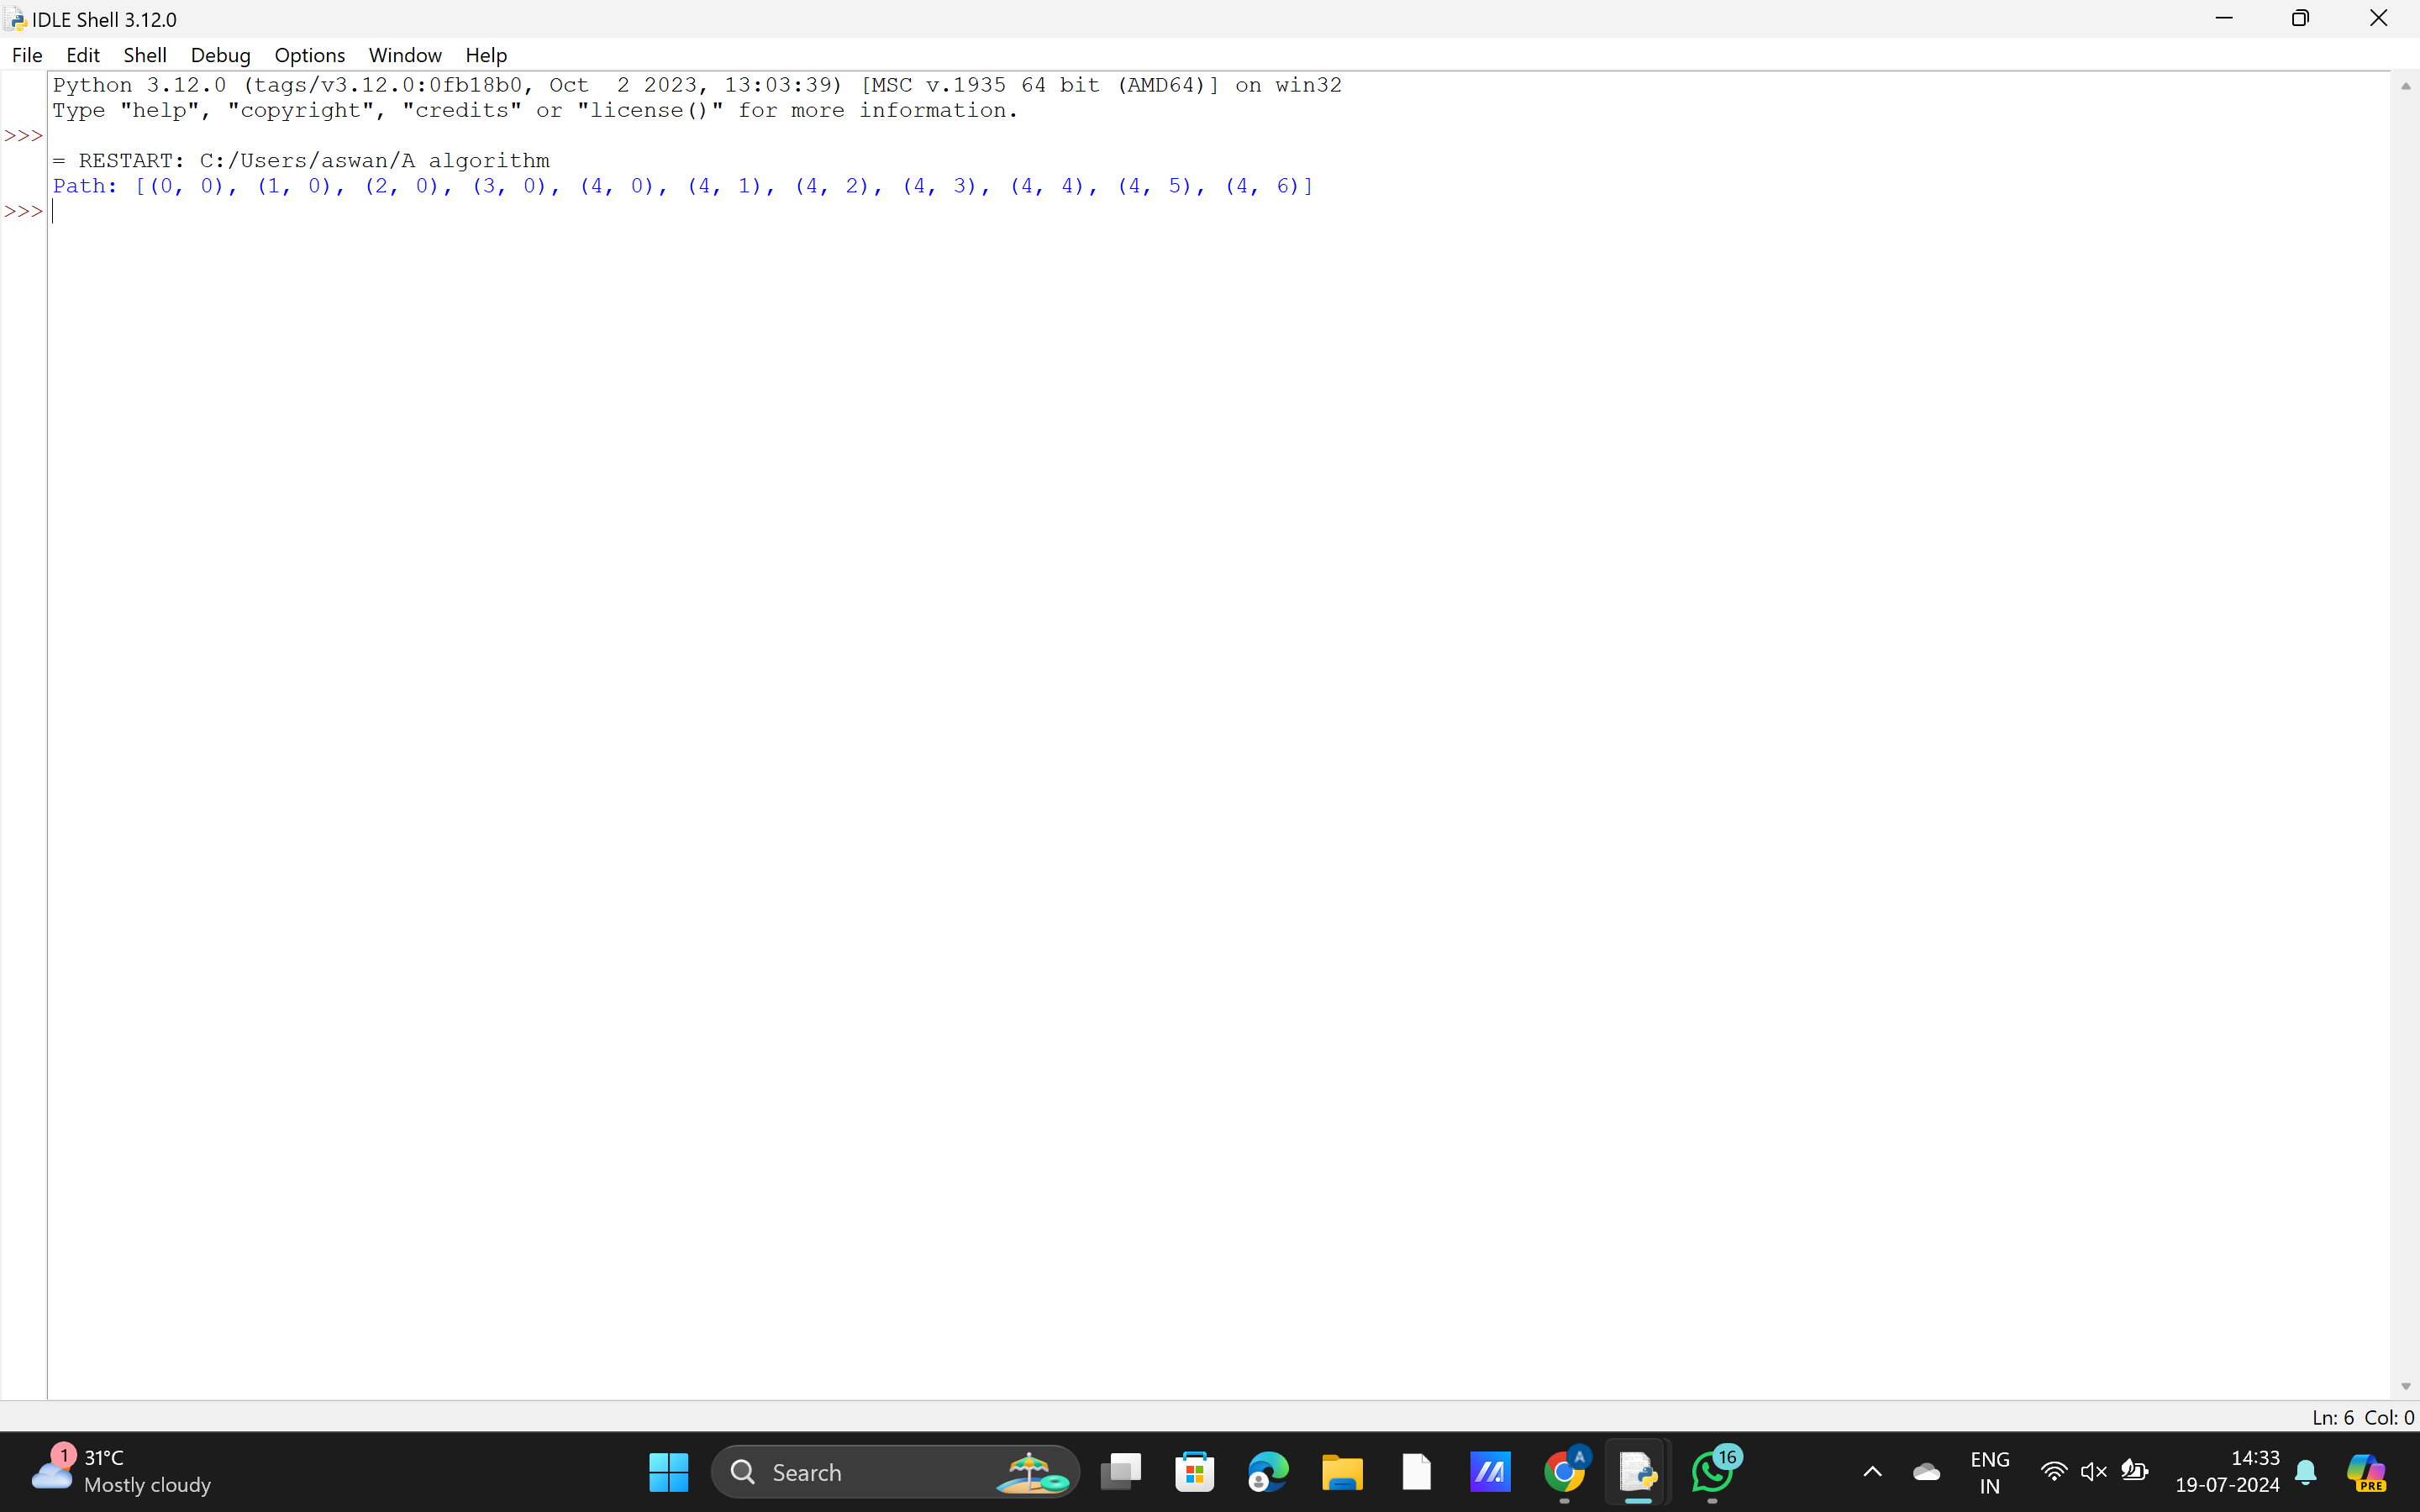 IDLE Shell 3.12.0
File Edit Shell Debug Options Window Help
Python 3.12.0 (tags/v3.12.0:0fb18b0, Oct  2 2023, 13:03:39) [MSC v.1935 64 bit (AMD64)] on win32
Type "help", "copyright", "credits" or "license()" for more information.
>>>
= RESTART: C:/Users/aswan/A algorithm
Path: [(0, 0), (1, 0), (2, 0), (3, 0), (4, 0), (4, 1), (4, 2), (4, 3), (4, 4), (4, 5), (4, 6)]
>>>
Ln: 6 Col: 0
1
31°C
Mostly cloudy
Search
A
16
ENG
IN
14:33
19-07-2024
PRE